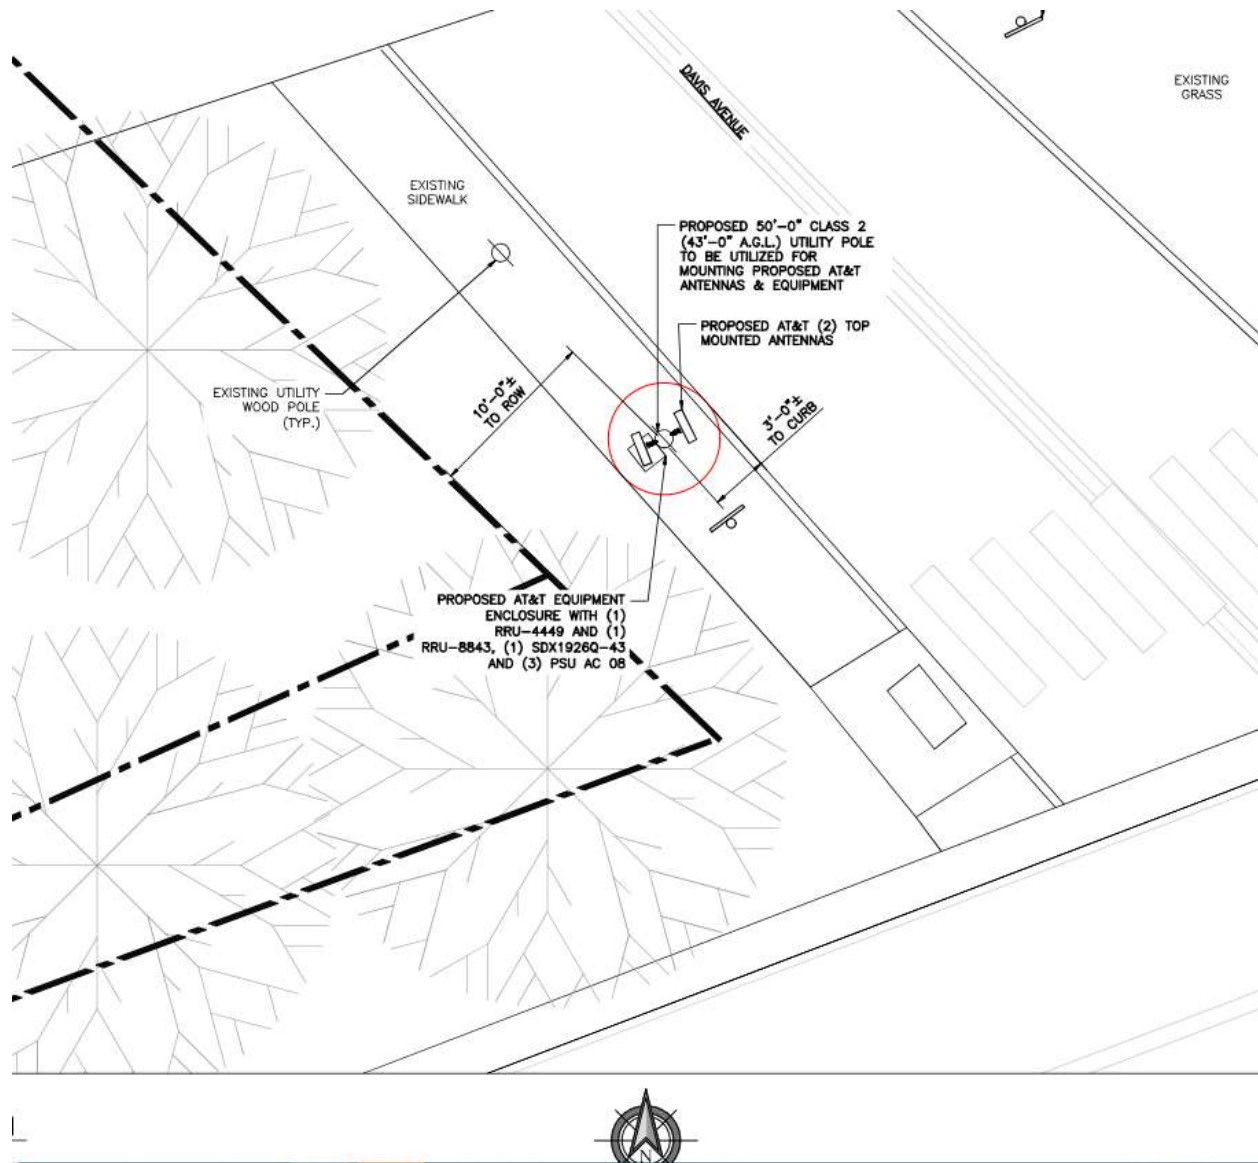 DAVIS AVENUE
EXISTING
GRASS
EXISTING
SIDEWALK
PROPOSED 50'-0" CLASS 2
(43'-0" A.G.L.) UTILITY POLE
TO BE UTILIZED FOR
MOUNTING PROPOSED AT&T
ANTENNAS & EQUIPMENT
PROPOSED AT&T (2) TOP
MOUNTED ANTENNAS
EXISTING UTILITY
WOOD POLE
(TYP.)
10'-0"±
TO ROW
3'-0"±
TO CURB
PROPOSED AT&T EQUIPMENT
ENCLOSURE WITH (1)
RRU-4449 AND (1)
RRU-8843, (1) SDX1926Q-43
AND (3) PSU AC 08
N